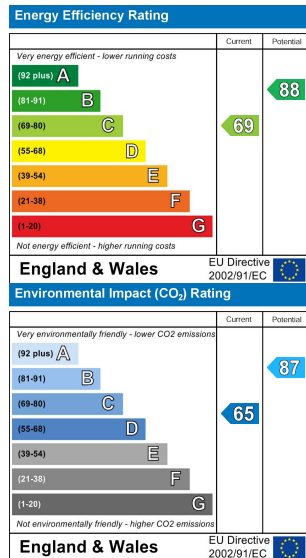 Energy Efficiency Rating
Current Potential
Very energy efficient - lower running costs
(92 plus) A
(81-91) B
(69-80) C
(55-68) D
(39-54) E
(21-38) F
(1-20) G
69
88
Not energy efficient - higher running costs
England & Wales
EU Directive
2002/91/EC
Environmental Impact (CO₂) Rating
Current Potential
Very environmentally friendly - lower CO2 emissions
(92 plus) A
(81-91) B
(69-80) C
(55-68) D
(39-54) E
(21-38) F
(1-20) G
65
87
Not environmentally friendly - higher CO2 emissions
England & Wales
EU Directive
2002/91/EC